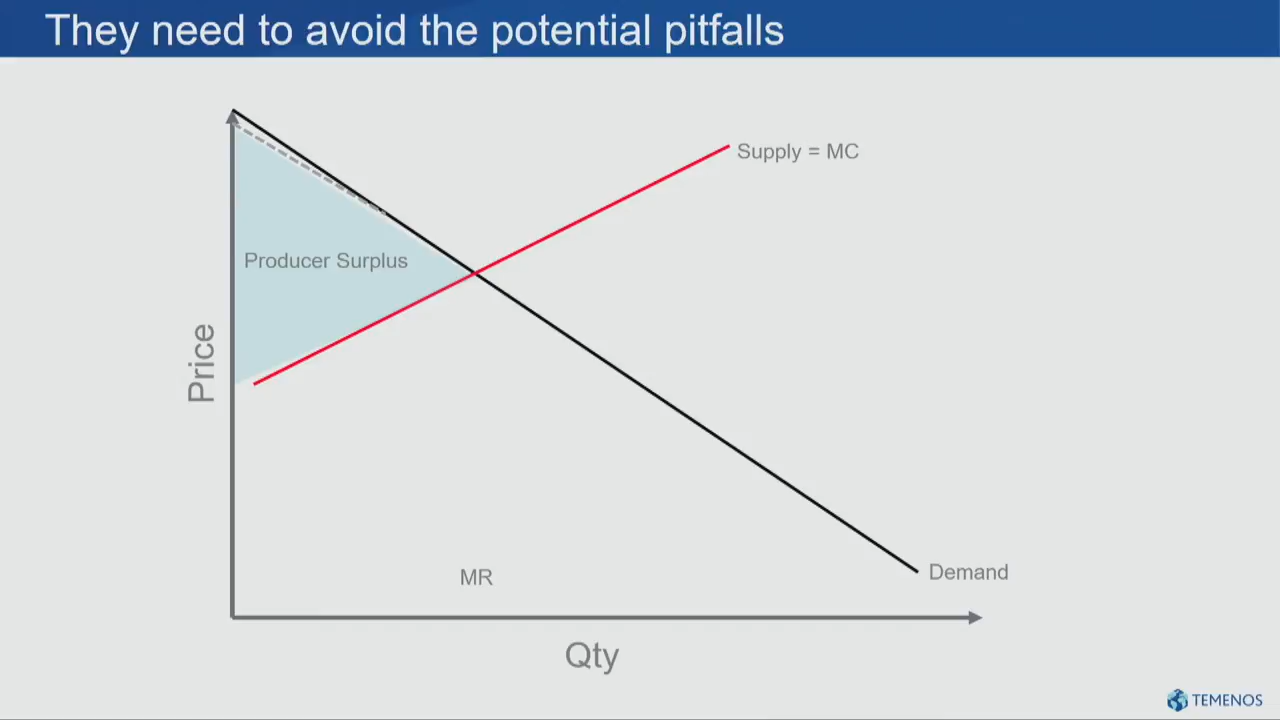 They need to avoid the potential pitfalls
Supply = MC
Producer Surplus
Price
MR
Demand
Qty
TEMENOS